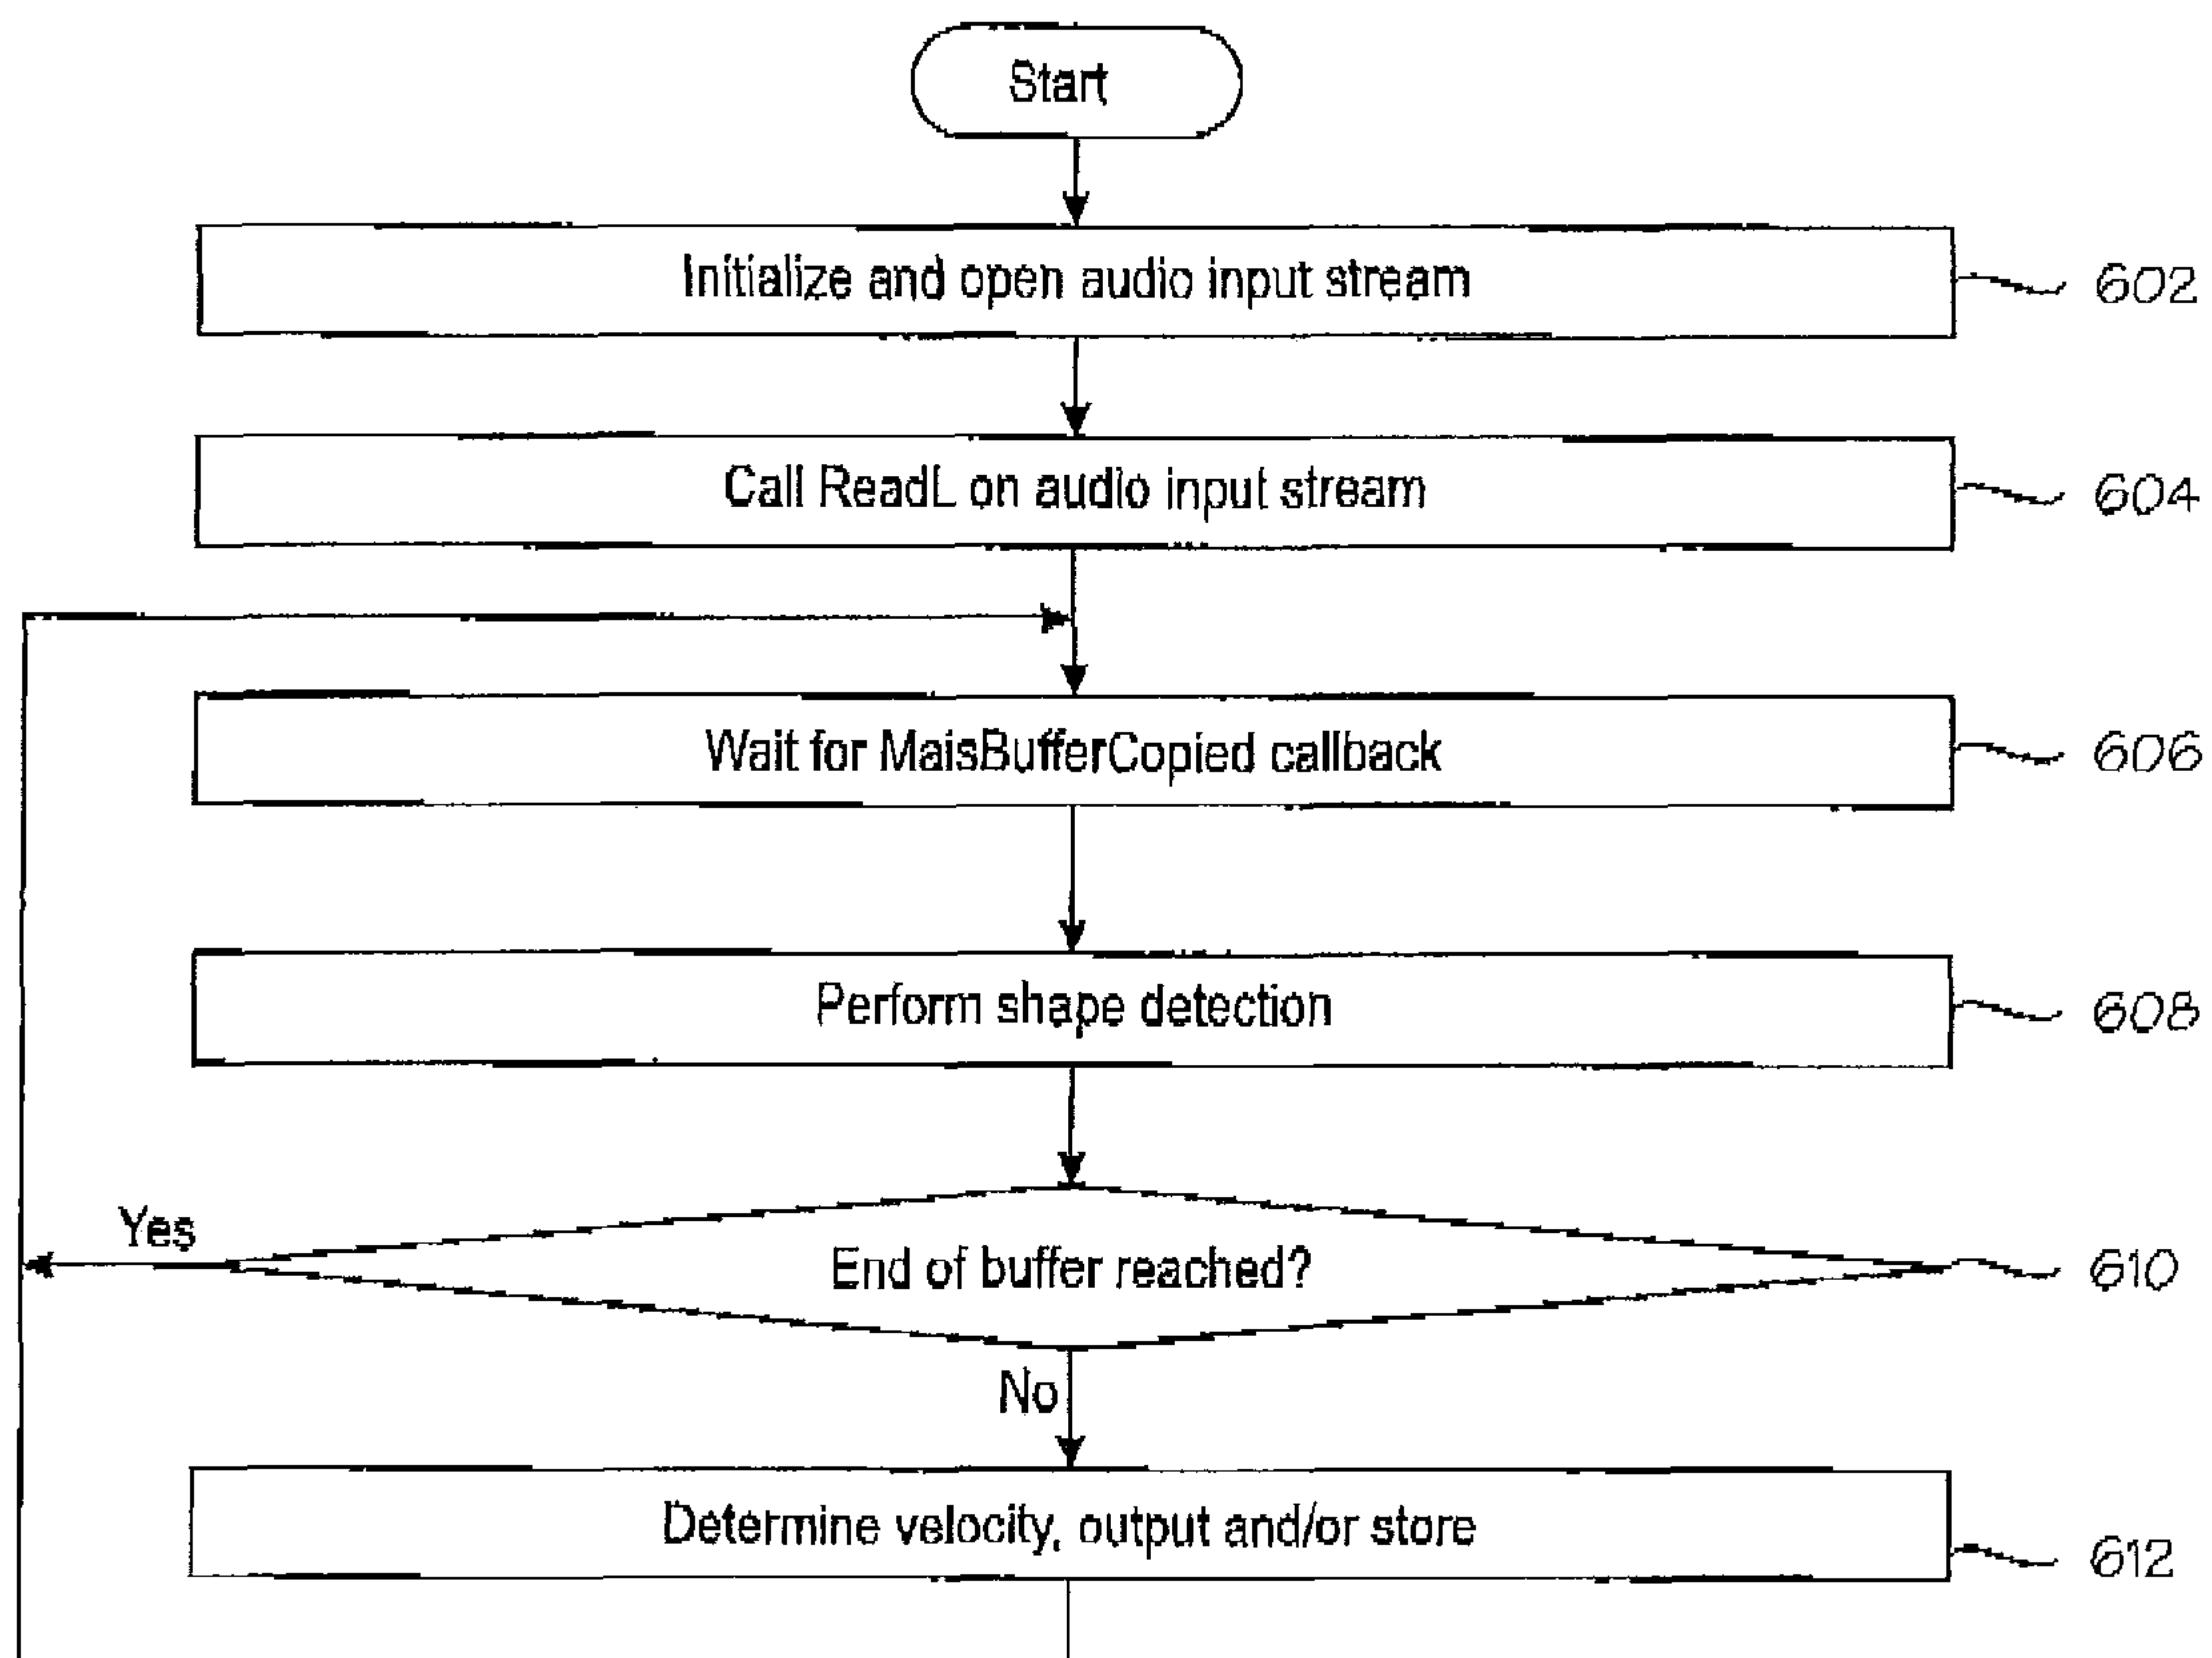 Start
Initialize and open audio input stream
602
Call ReadL on audio input stream
604
Wait for MaisBufferCopied callback
606
Perform shape detection
608
Yes
End of buffer reached?
610
No
Determine velocity, output and/or store
612